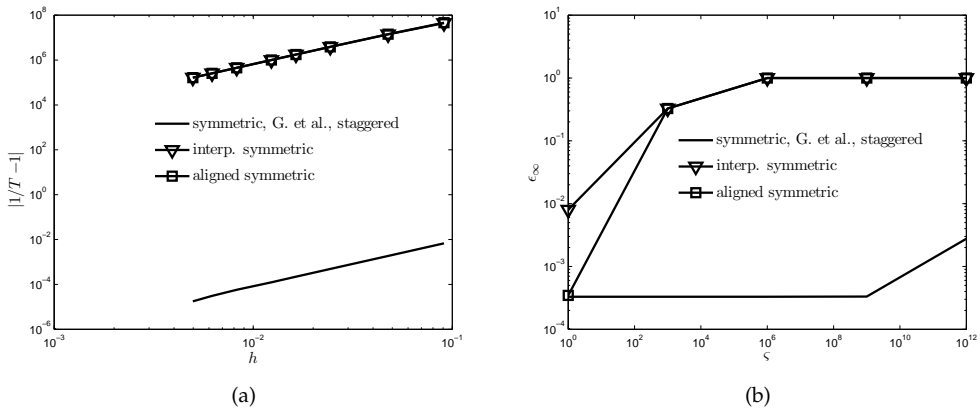 10^8
10^6
10^4
10^2
10^0
10^−2
10^−4
10^−6
|1/T −1|
symmetric, G. et al., staggered
interp. symmetric
aligned symmetric
10^−3
10^−2
10^−1
h
(a)
10^1
10^0
10^−1
10^−2
10^−3
10^−4
ϵ∞
symmetric, G. et al., staggered
interp. symmetric
aligned symmetric
10^0
10^2
10^4
10^6
10^8
10^10
10^12
ς
(b)